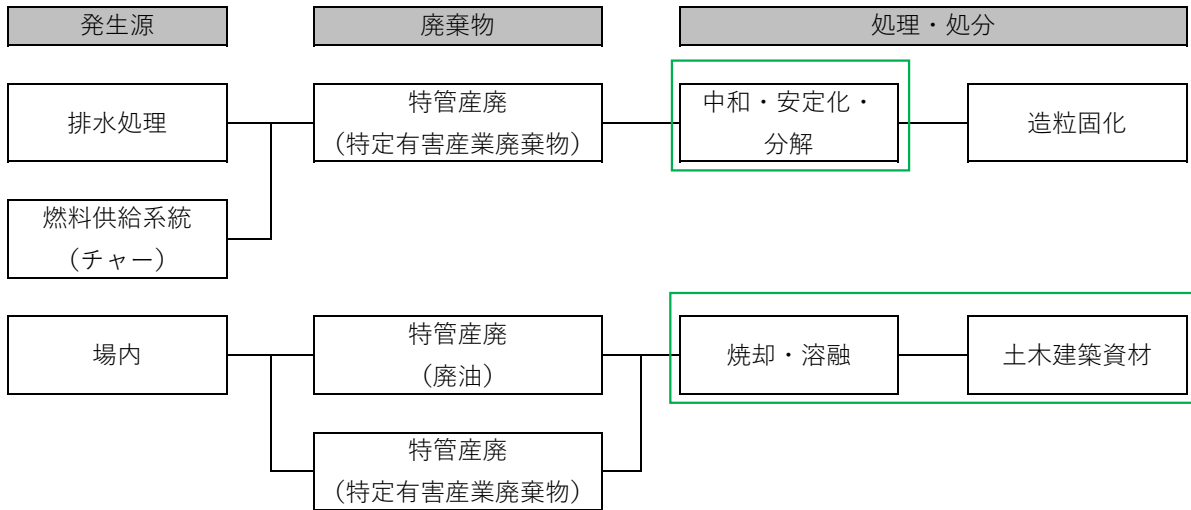 発生源
廃棄物
処理・処分
排水処理
特管産廃
（特定有害産業廃棄物）
中和・安定化・
分解
造粒固化
燃料供給系統
（チャー）
場内
特管産廃
（廃油）
焼却・溶融
土木建築資材
特管産廃
（特定有害産業廃棄物）